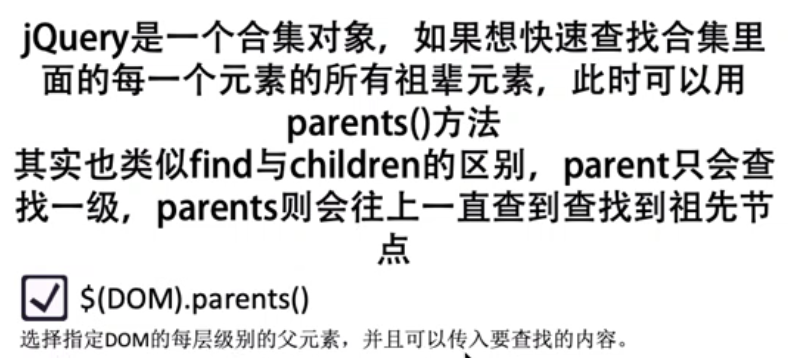 jQuery是一个合集对象，如果想快速查找合集里
面的每一个元素的所有祖辈元素，此时可以用
parents()方法
其实也类似find与children的区别，parent只会查
找一级，parents则会往上一直查到查找到祖先节
点
$(DOM).parents()
选择指定DOM的每层级别的父元素，并且可以传入要查找的内容。